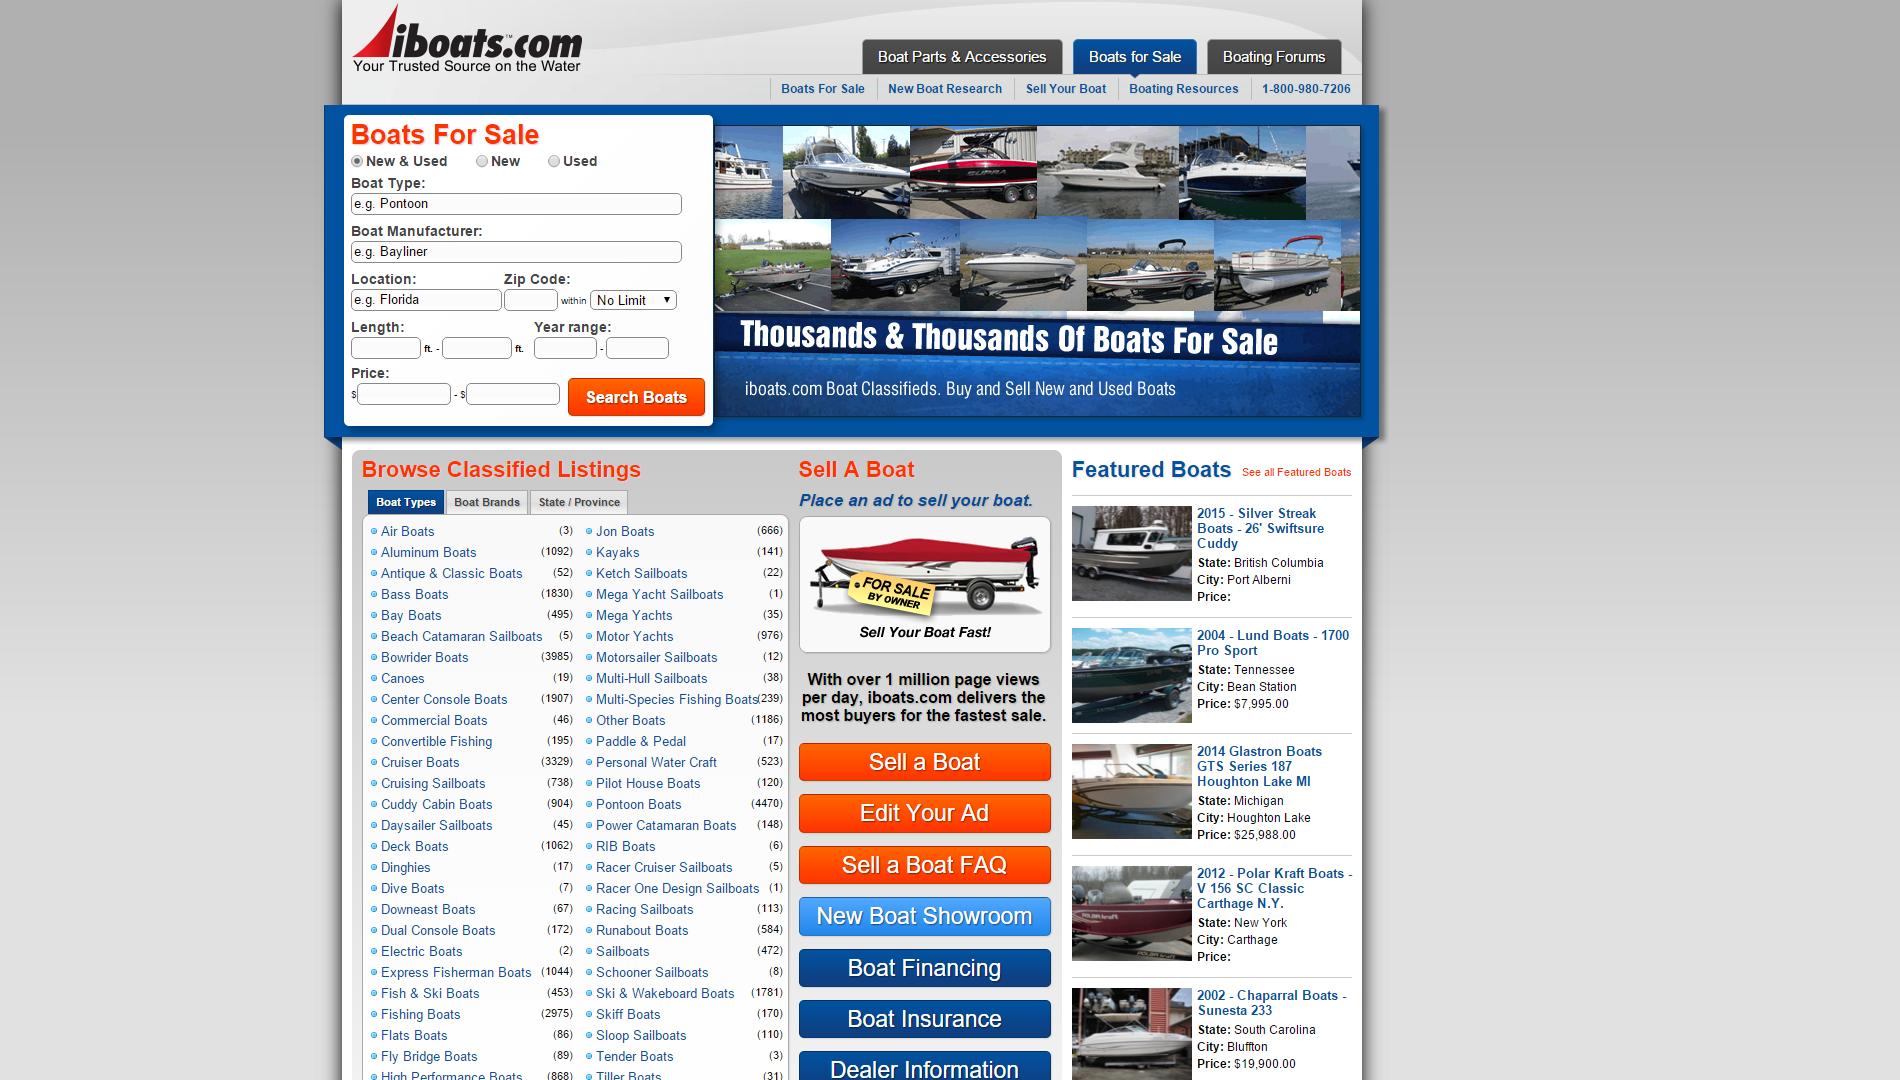 iboats.com™
Your Trusted Source on the Water
Boat Parts & Accessories
Boats for Sale
Boating Forums
Boats For Sale
New Boat Research
Sell Your Boat
Boating Resources
1-800-980-7206
Boats For Sale
New & Used
New
Used
Boat Type:
e.g. Pontoon
Boat Manufacturer:
e.g. Bayliner
Location:
Zip Code:
e.g. Florida
within
No Limit
Length:
Year range:
ft. -
ft.
-
Price:
$
- $
Search Boats
SUPRA
Thousands & Thousands Of Boats For Sale
iboats.com Boat Classifieds. Buy and Sell New and Used Boats
Browse Classified Listings
Boat Types
Boat Brands
State / Province
Air Boats (3)
Aluminum Boats (1092)
Antique & Classic Boats (52)
Bass Boats (1830)
Bay Boats (495)
Beach Catamaran Sailboats (5)
Bowrider Boats (3985)
Canoes (19)
Center Console Boats (1907)
Commercial Boats (46)
Convertible Fishing (195)
Cruiser Boats (3329)
Cruising Sailboats (738)
Cuddy Cabin Boats (904)
Daysailer Sailboats (45)
Deck Boats (1062)
Dinghies (17)
Dive Boats (7)
Downeast Boats (67)
Dual Console Boats (172)
Electric Boats (2)
Express Fisherman Boats (1044)
Fish & Ski Boats (453)
Fishing Boats (2975)
Flats Boats (86)
Fly Bridge Boats (89)
High Performance Boats (868)
Jon Boats (666)
Kayaks (141)
Ketch Sailboats (22)
Mega Yacht Sailboats (1)
Mega Yachts (35)
Motor Yachts (976)
Motorsailer Sailboats (12)
Multi-Hull Sailboats (38)
Multi-Species Fishing Boats (239)
Other Boats (1186)
Paddle & Pedal (17)
Personal Water Craft (523)
Pilot House Boats (120)
Pontoon Boats (4470)
Power Catamaran Boats (148)
RIB Boats (6)
Racer Cruiser Sailboats (5)
Racer One Design Sailboats (1)
Racing Sailboats (113)
Runabout Boats (584)
Sailboats (472)
Schooner Sailboats (8)
Ski & Wakeboard Boats (1781)
Skiff Boats (170)
Sloop Sailboats (110)
Tender Boats (3)
Tiller Boats (31)
Sell A Boat
Place an ad to sell your boat.
FOR SALE
BY OWNER
Sell Your Boat Fast!
With over 1 million page views
per day, iboats.com delivers the
most buyers for the fastest sale.
Sell a Boat
Edit Your Ad
Sell a Boat FAQ
New Boat Showroom
Boat Financing
Boat Insurance
Dealer Information
Featured Boats
See all Featured Boats
2015 - Silver Streak
Boats - 26' Swiftsure
Cuddy
State: British Columbia
City: Port Alberni
Price:
2004 - Lund Boats - 1700
Pro Sport
State: Tennessee
City: Bean Station
Price: $7,995.00
2014 Glastron Boats
GTS Series 187
Houghton Lake MI
State: Michigan
City: Houghton Lake
Price: $25,988.00
2012 - Polar Kraft Boats -
V 156 SC Classic
Carthage N.Y.
State: New York
City: Carthage
Price:
2002 - Chaparral Boats -
Sunesta 233
State: South Carolina
City: Bluffton
Price: $19,900.00